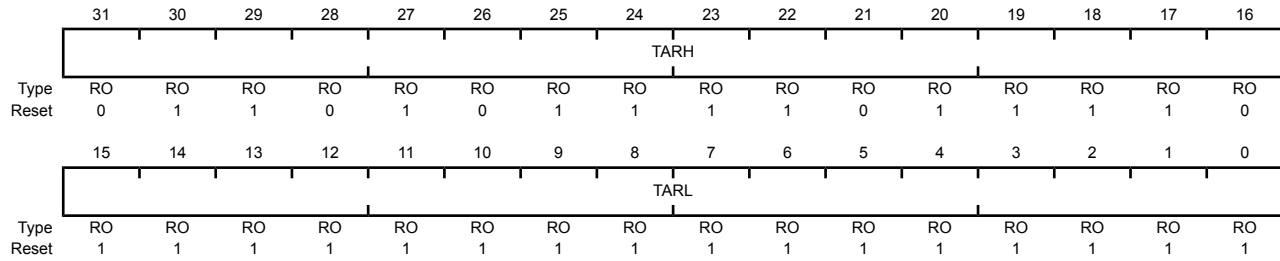 31 30 29 28 27 26 25 24 23 22 21 20 19 18 17 16
TARH
Type RO RO RO RO RO RO RO RO RO RO RO RO RO RO RO RO
Reset 0 1 1 0 1 0 1 1 1 1 0 1 1 1 1 0
15 14 13 12 11 10 9 8 7 6 5 4 3 2 1 0
TARL
Type RO RO RO RO RO RO RO RO RO RO RO RO RO RO RO RO
Reset 1 1 1 1 1 1 1 1 1 1 1 1 1 1 1 1